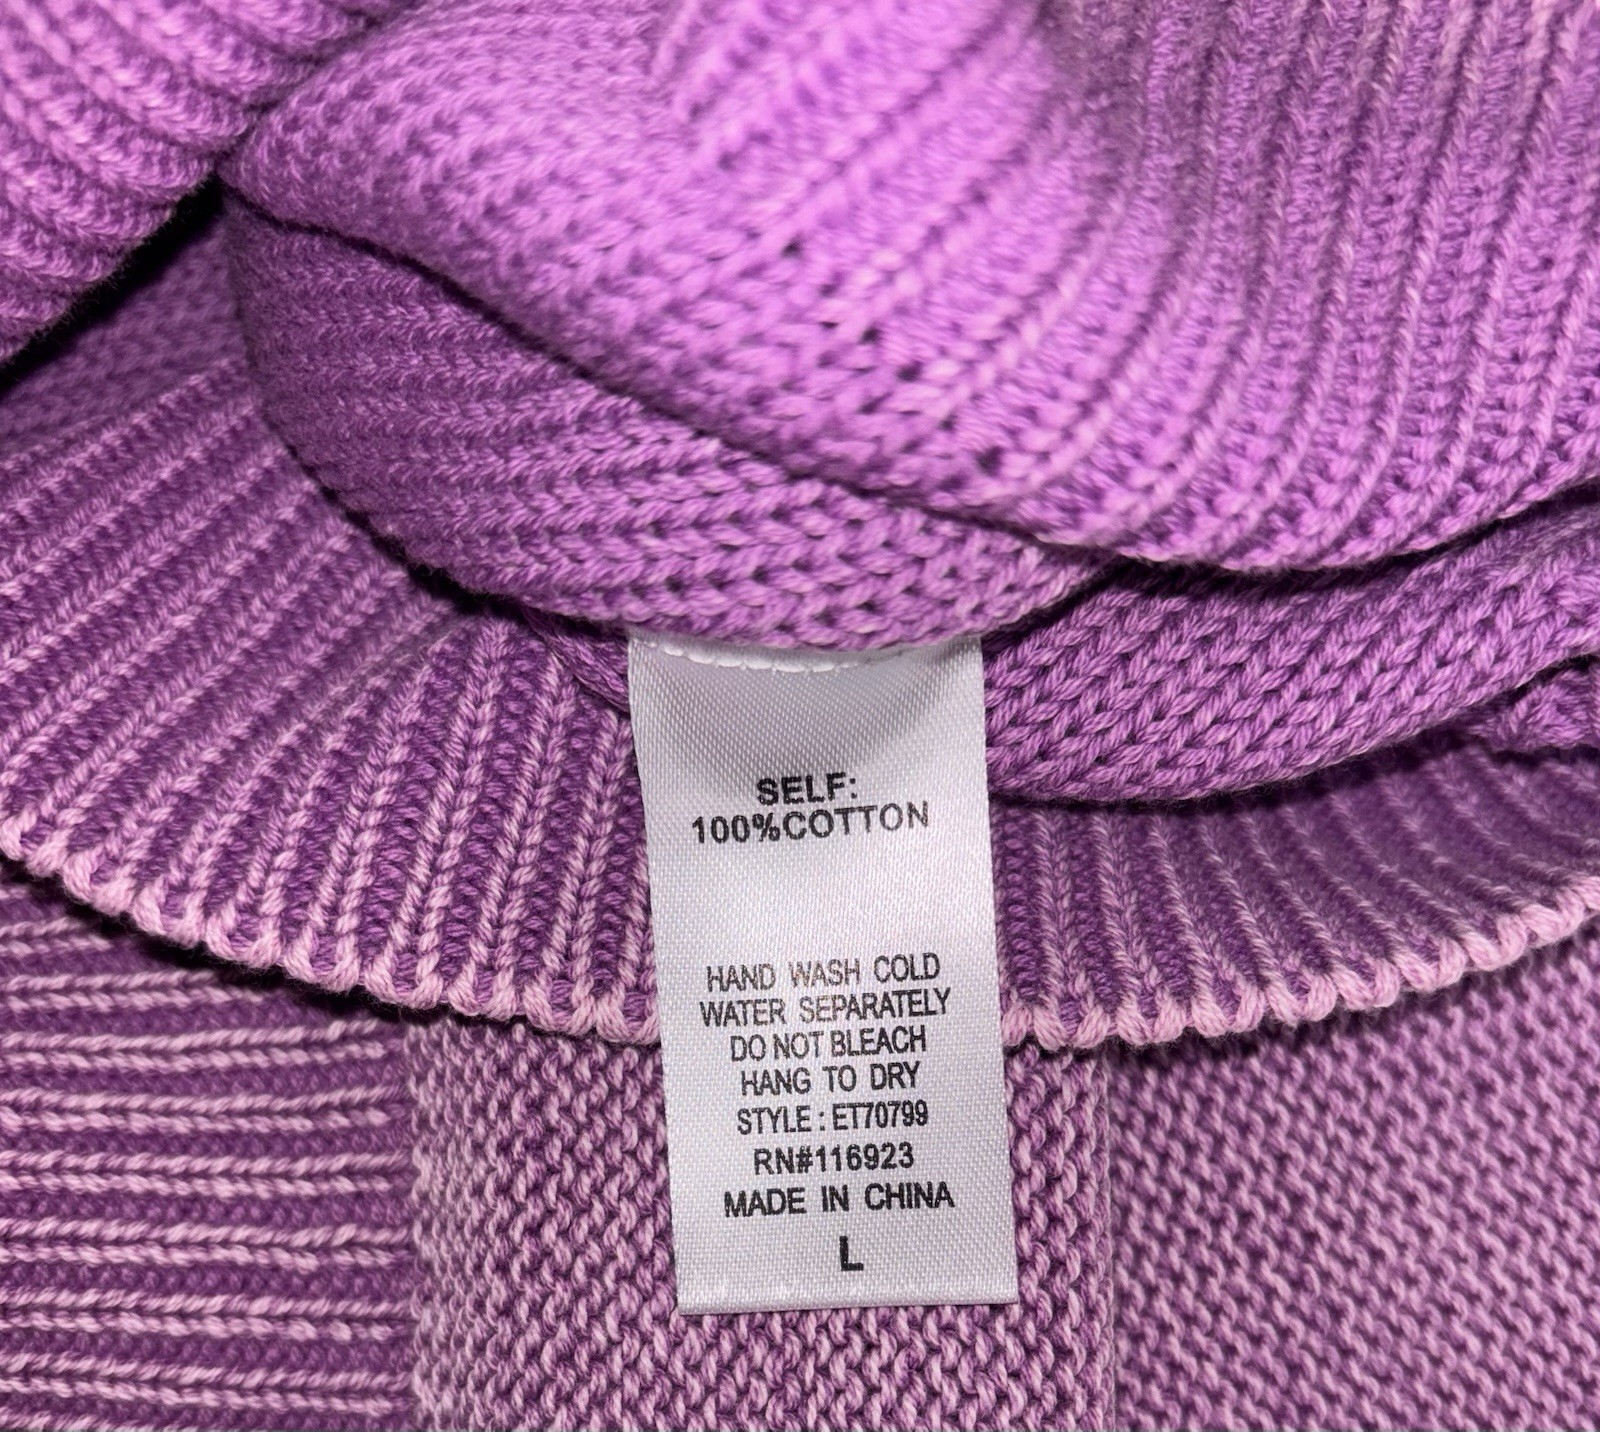 SELF:
100%COTTON
HAND WASH COLD
WATER SEPARATELY
DO NOT BLEACH
HANG TO DRY
STYLE : ET70799
RN#116923
MADE IN CHINA
L